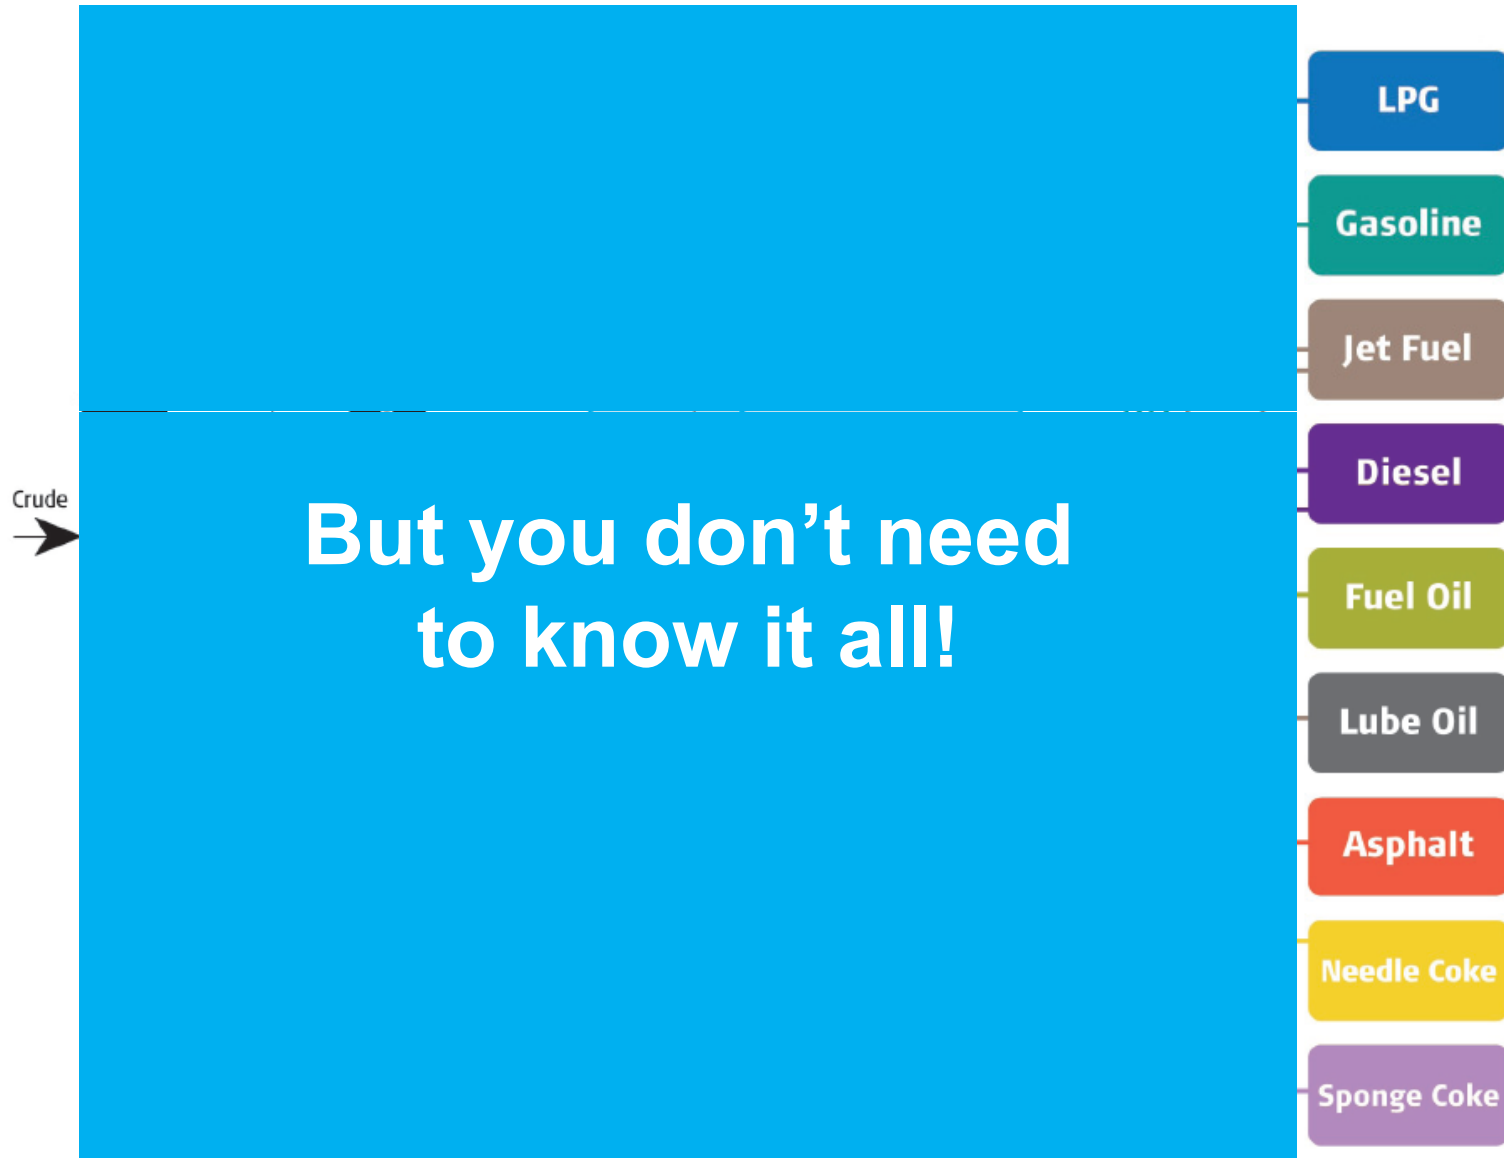 LPG
Gasoline
Jet Fuel
Diesel
Crude
But you don’t need
to know it all!
Fuel Oil
Lube Oil
Asphalt
Needle Coke
Sponge Coke